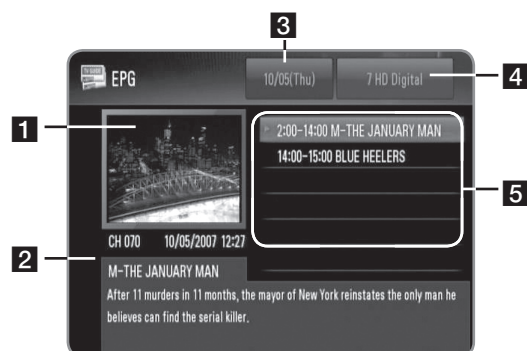 3
TV GUIDE
EPG
10/05(Thu)
7 HD Digital
4
1
2:00-14:00 M-THE JANUARY MAN
14:00-15:00 BLUE HEELERS
5
CH 070 10/05/2007 12:27
2
M-THE JANUARY MAN
After 11 murders in 11 months, the mayor of New York reinstates the only man he
believes can find the serial killer.